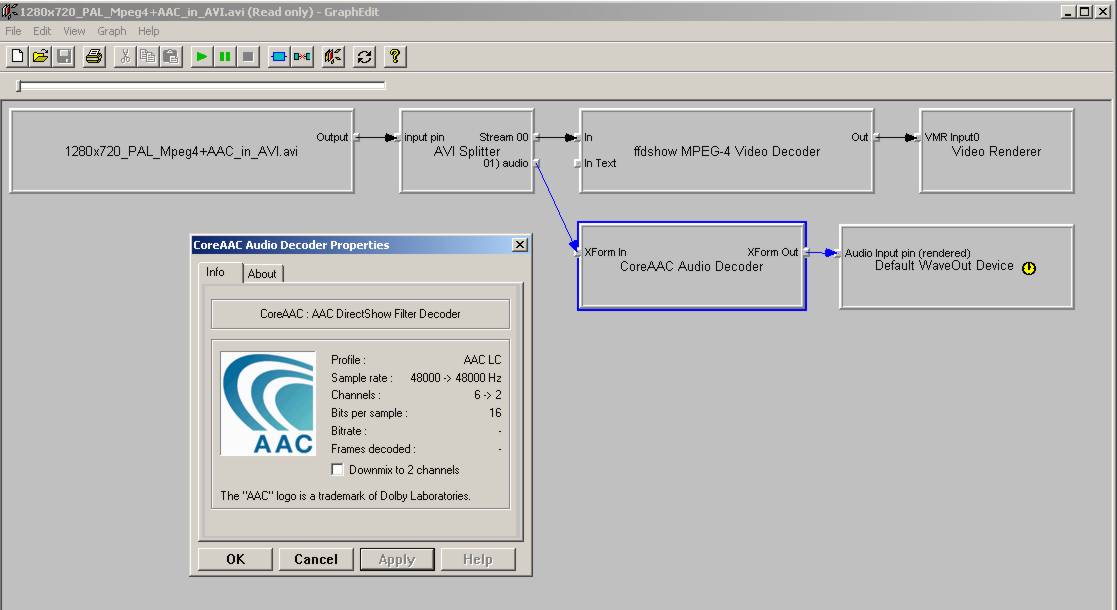 1280x720_PAL_Mpeg4+AAC_in_AVI.avi (Read only) - GraphEdit
File Edit View Graph Help
Output
1280x720_PAL_Mpeg4+AAC_in_AVI.avi
input pin Stream 00
AVI Splitter
01) audio
In Out
ffdshow MPEG-4 Video Decoder
In Text
VMR Input0
Video Renderer
XForm In XForm Out
CoreAAC Audio Decoder
Audio Input pin (rendered)
Default WaveOut Device
CoreAAC Audio Decoder Properties
Info About
CoreAAC : AAC DirectShow Filter Decoder
AAC
Profile : AAC LC
Sample rate : 48000 -> 48000 Hz
Channels : 6 -> 2
Bits per sample : 16
Bitrate : -
Frames decoded : -
Downmix to 2 channels
The "AAC" logo is a trademark of Dolby Laboratories.
OK Cancel Apply Help